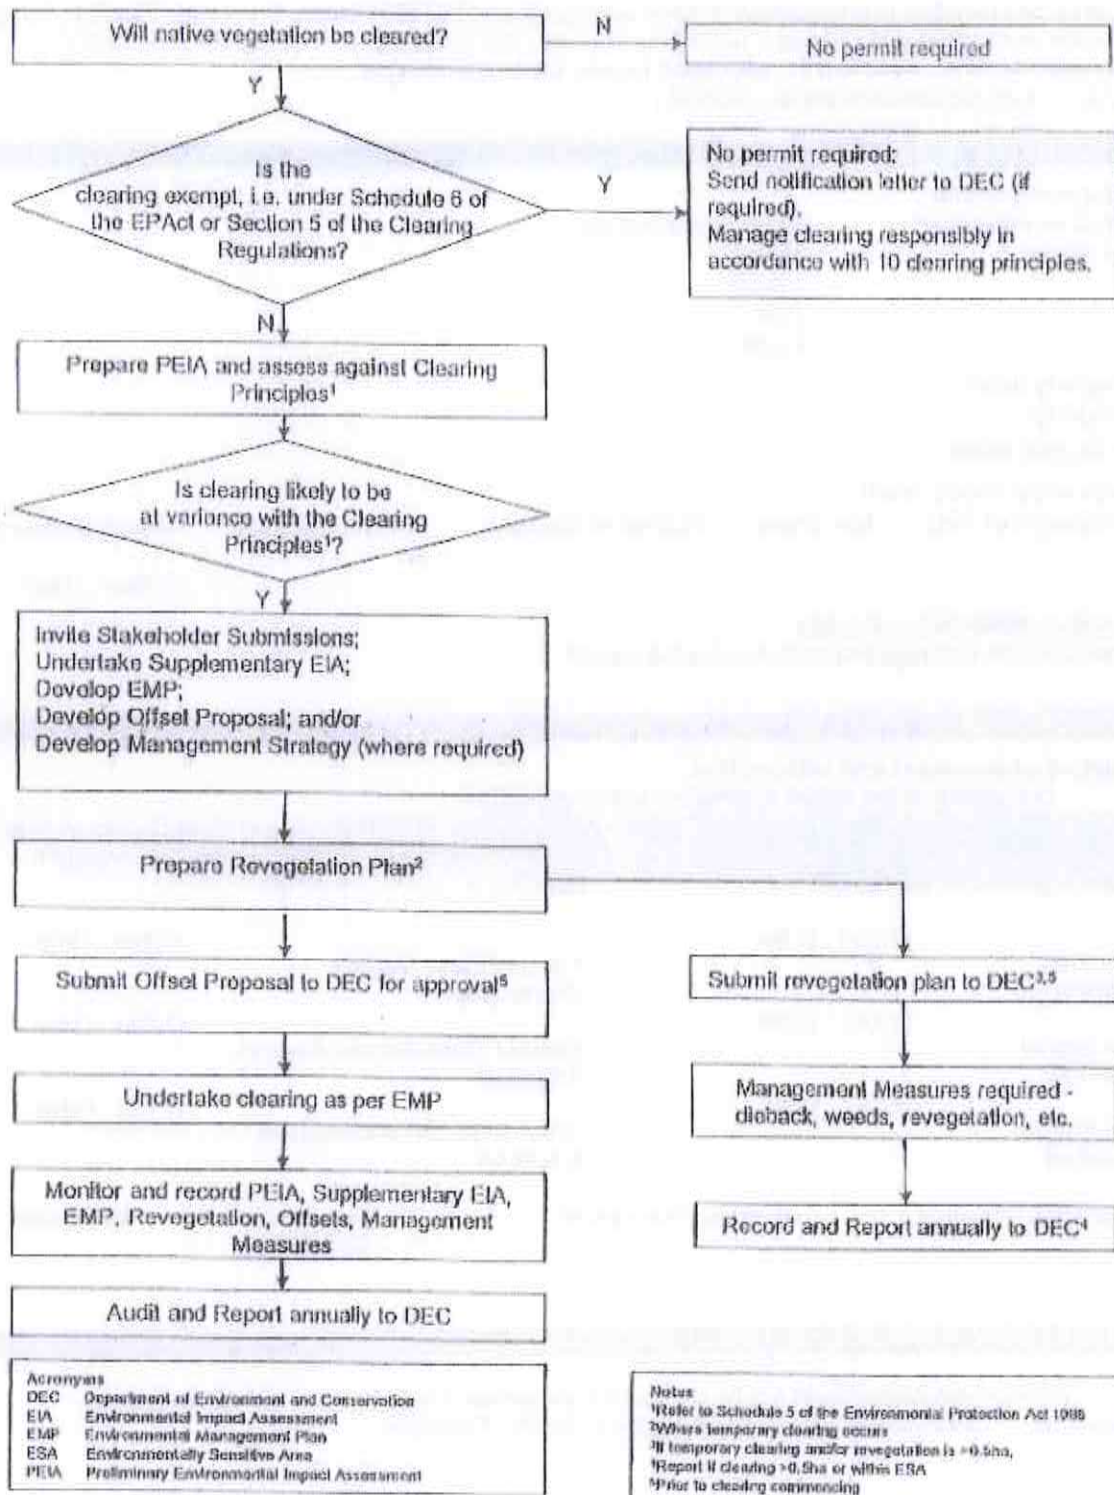 Will native vegetation be cleared?
N
No permit required
Y
Is the
clearing exempt, i.e. under Schedule 6 of
the EPAct or Section 5 of the Clearing
Regulations?
Y
No permit required:
Send notification letter to DEC (if
required).
Manage clearing responsibly in
accordance with 10 clearing principles.
N
Prepare PEIA and assess against Clearing
Principles¹
Is clearing likely to be
at variance with the Clearing
Principles¹?
Y
Invite Stakeholder Submissions;
Undertake Supplementary EIA;
Develop EMP;
Develop Offset Proposal; and/or
Develop Management Strategy (where required)
Prepare Revegetation Plan²
Submit Offset Proposal to DEC for approval⁵
Submit revegetation plan to DEC³,⁵
Undertake clearing as per EMP
Management Measures required -
dieback, weeds, revegetation, etc.
Monitor and record PEIA, Supplementary EIA,
EMP, Revegetation, Offsets, Management
Measures
Record and Report annually to DEC⁴
Audit and Report annually to DEC
Acronyms
DEC Department of Environment and Conservation
EIA Environmental Impact Assessment
EMP Environmental Management Plan
ESA Environmentally Sensitive Area
PEIA Preliminary Environmental Impact Assessment
Notes
¹Refer to Schedule 5 of the Environmental Protection Act 1986
²Where temporary clearing occurs
³If temporary clearing and/or revegetation is >0.5ha,
⁴Report if clearing >0.5ha or within ESA
⁵Prior to clearing commencing